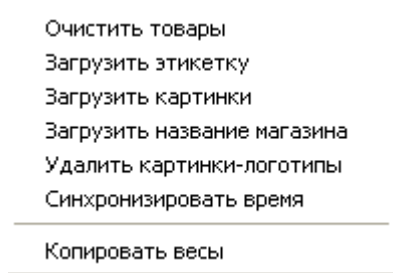 Очистить товары
Загрузить этикетку
Загрузить картинки
Загрузить название магазина
Удалить картинки-логотипы
Синхронизировать время
Копировать весы